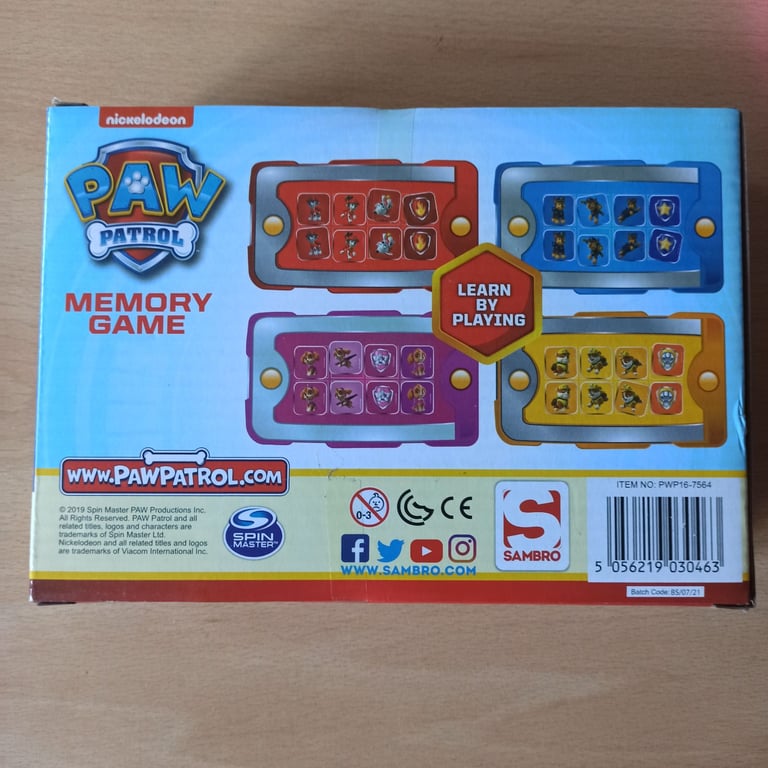 nickelodeon
PAW
PATROL
MEMORY
GAME
LEARN
BY
PLAYING
WWW.PAWPATROL.COM
© 2019 Spin Master PAW Productions Inc.
All Rights Reserved. PAW Patrol and all
related titles, logos and characters are
trademarks of Spin Master Ltd.
Nickelodeon and all related titles and logos
are trademarks of Viacom International Inc.
SPIN
MASTER™
0-3
CE
WWW.SAMBRO.COM
S
SAMBRO
ITEM NO: PWP16-7564
5 056219 030463
Batch Code: BS/07/21